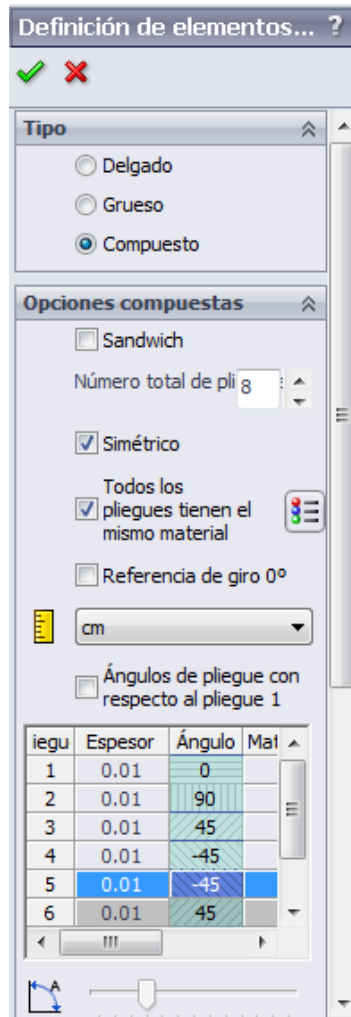 Definición de elementos... ?
Tipo
Delgado
Grueso
Compuesto
Opciones compuestas
Sandwich
Número total de pli 8
Simétrico
Todos los
pliegues tienen el
mismo material
Referencia de giro 0º
cm
Ángulos de pliegue con
respecto al pliegue 1
iegu Espesor Ángulo Mat
1 0.01 0
2 0.01 90
3 0.01 45
4 0.01 -45
5 0.01 -45
6 0.01 45
A